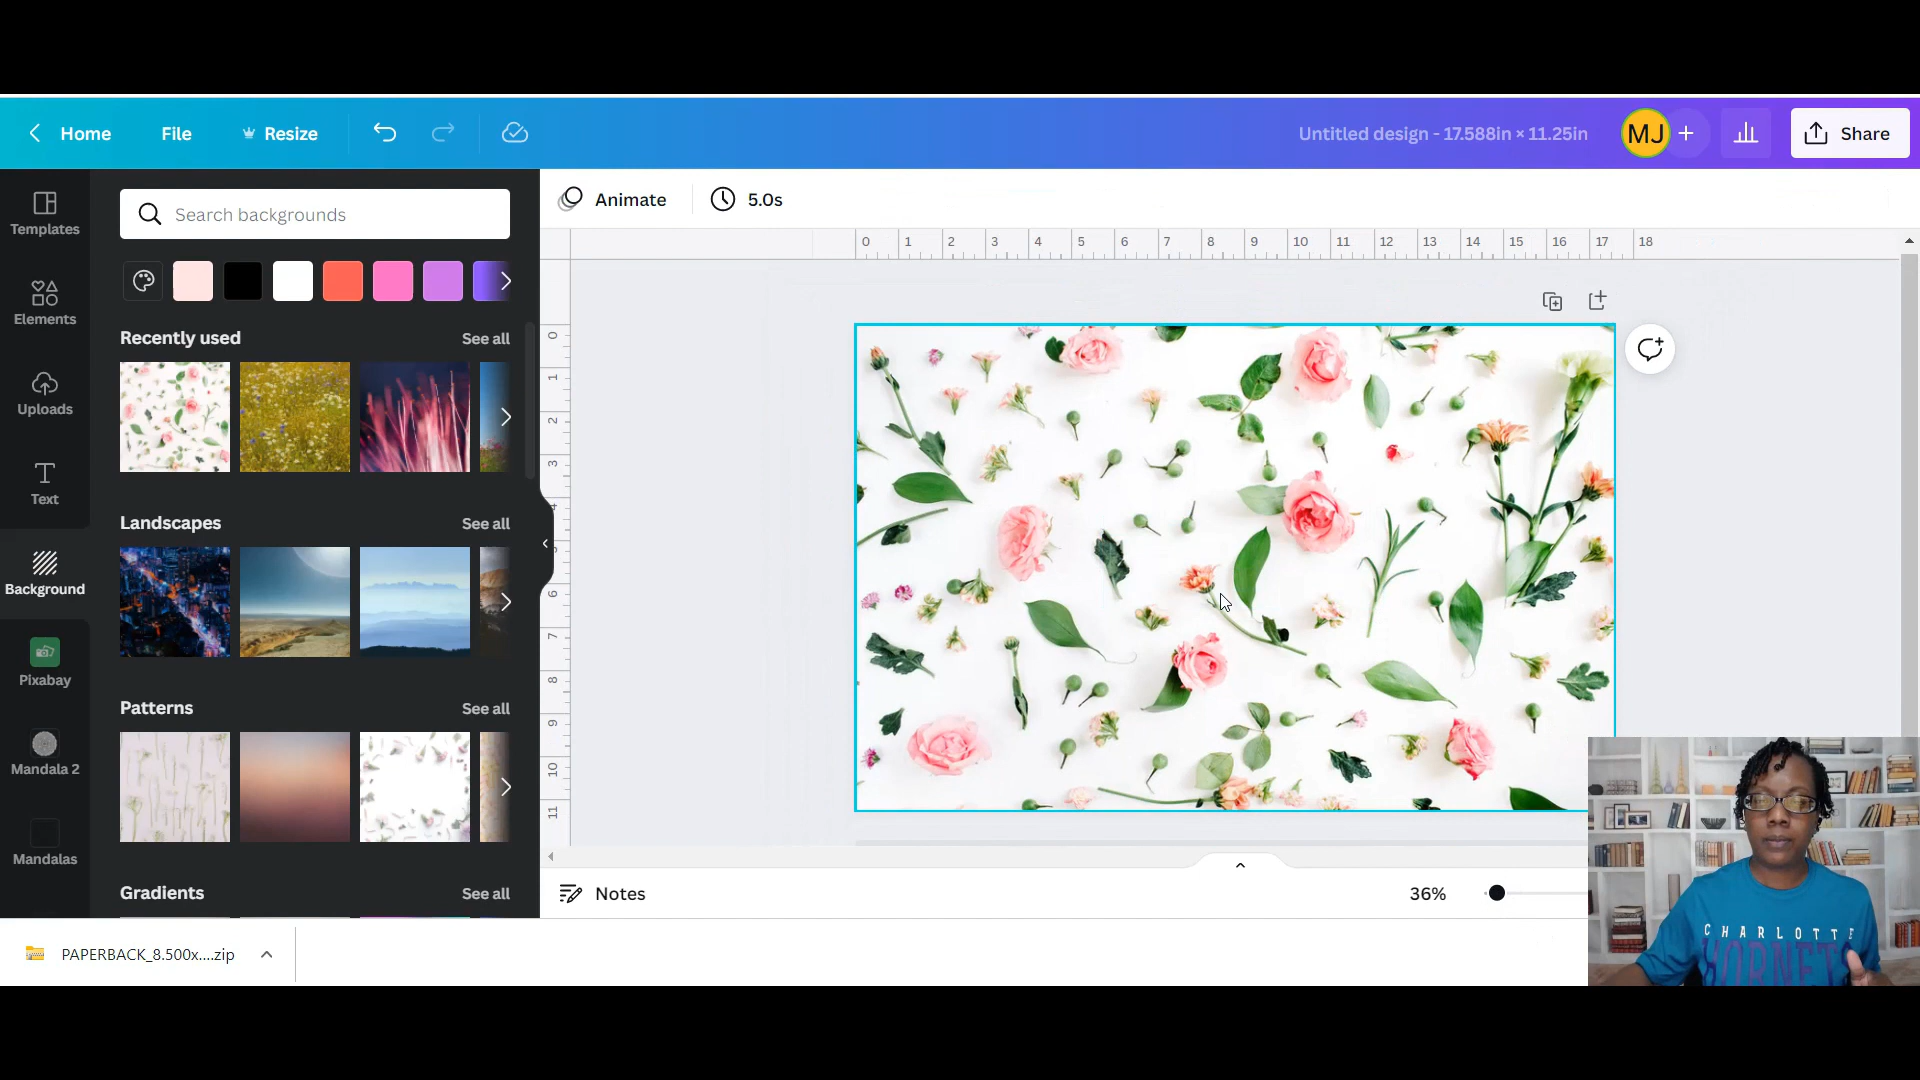 Home File Resize Untitled design - 17.588in × 11.25in MJ + Share
Templates
Elements
Uploads
Text
Background
Pixabay
Mandala 2
Mandalas
Search backgrounds
Recently used See all
Landscapes See all
Patterns See all
Gradients See all
Animate 5.0s
0 1 2 3 4 5 6 7 8 9 10 11 12 13 14 15 16 17 18
0
1
2
3
6
7
8
9
10
11
Notes 36%
PAPERBACK_8.500x....zip
CHARLOTTE
HORNETS